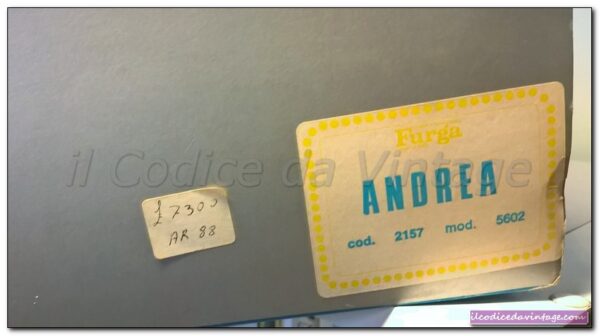 il Codice da Vintage
Furga
ANDREA
cod. 2157 mod. 5602
£ 7300
AR 88
ilcodicedavintage.com